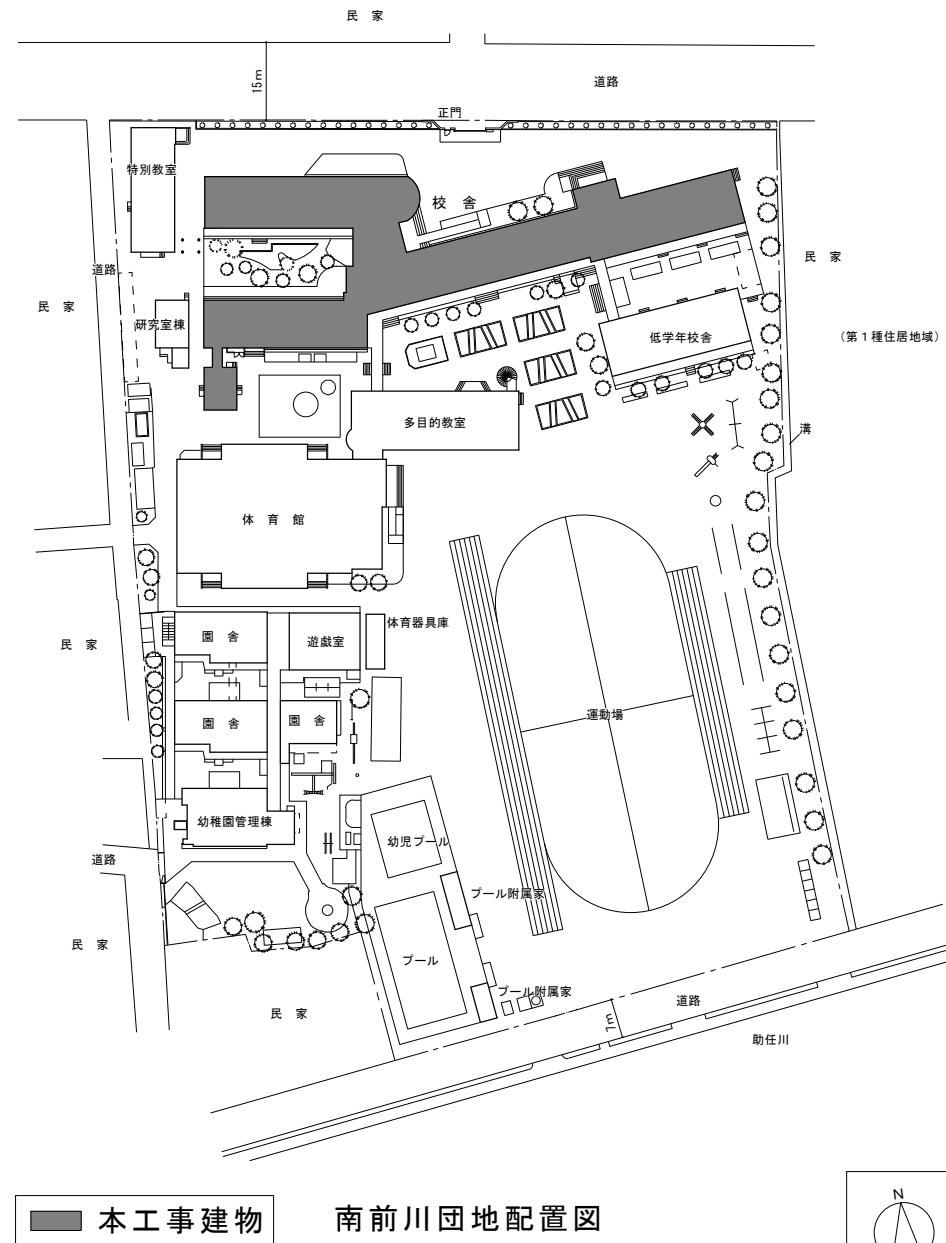 民　家
15m
道路
正門
特別教室
校　舎
道路
民　家
民　家
研究室棟
低学年校舎
（第１種住居地域）
多目的教室
溝
体　育　館
体育器具庫
園　舎
遊戯室
民　家
園　舎
園　舎
運動場
幼稚園管理棟
幼児プール
道路
プール附属家
民　家
プール
プール附属家
道路
7m
民　家
助任川
本工事建物
南前川団地配置図
N